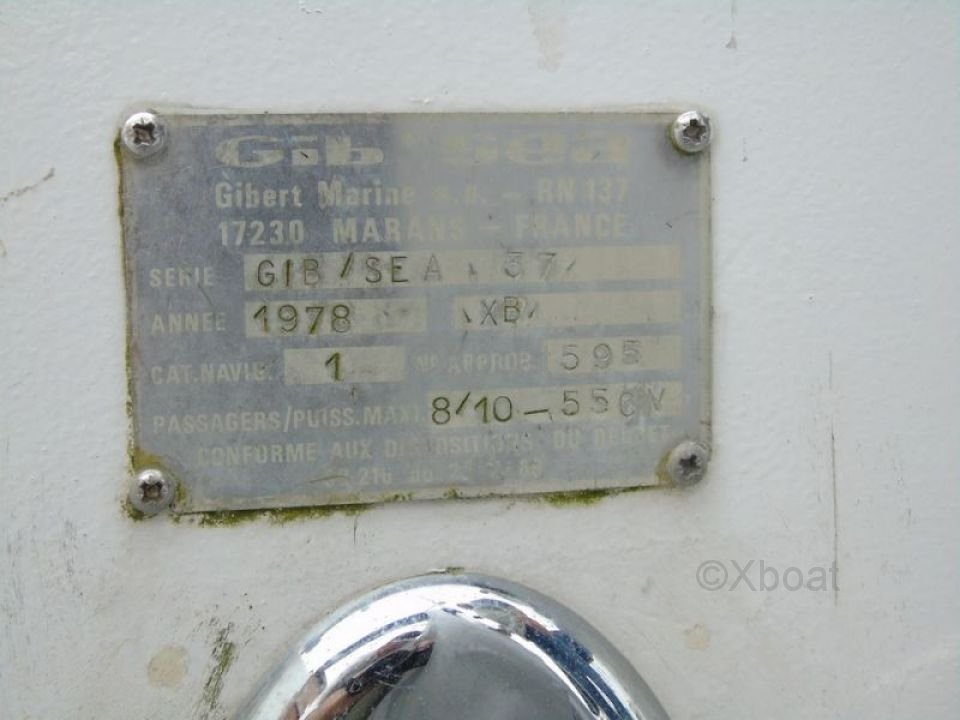 Gib Sea
Gibert Marine s.a. – RN 137
17230 MARANS – FRANCE
SERIE GIB/SEA 37
ANNEE 1978 XB
CAT.NAVIG. 1 Nº APPROB. 595
PASSAGERS/PUISS.MAXI. 8/10-55CV
CONFORME AUX DISPOSITIONS DU DECRET
216
©Xboat